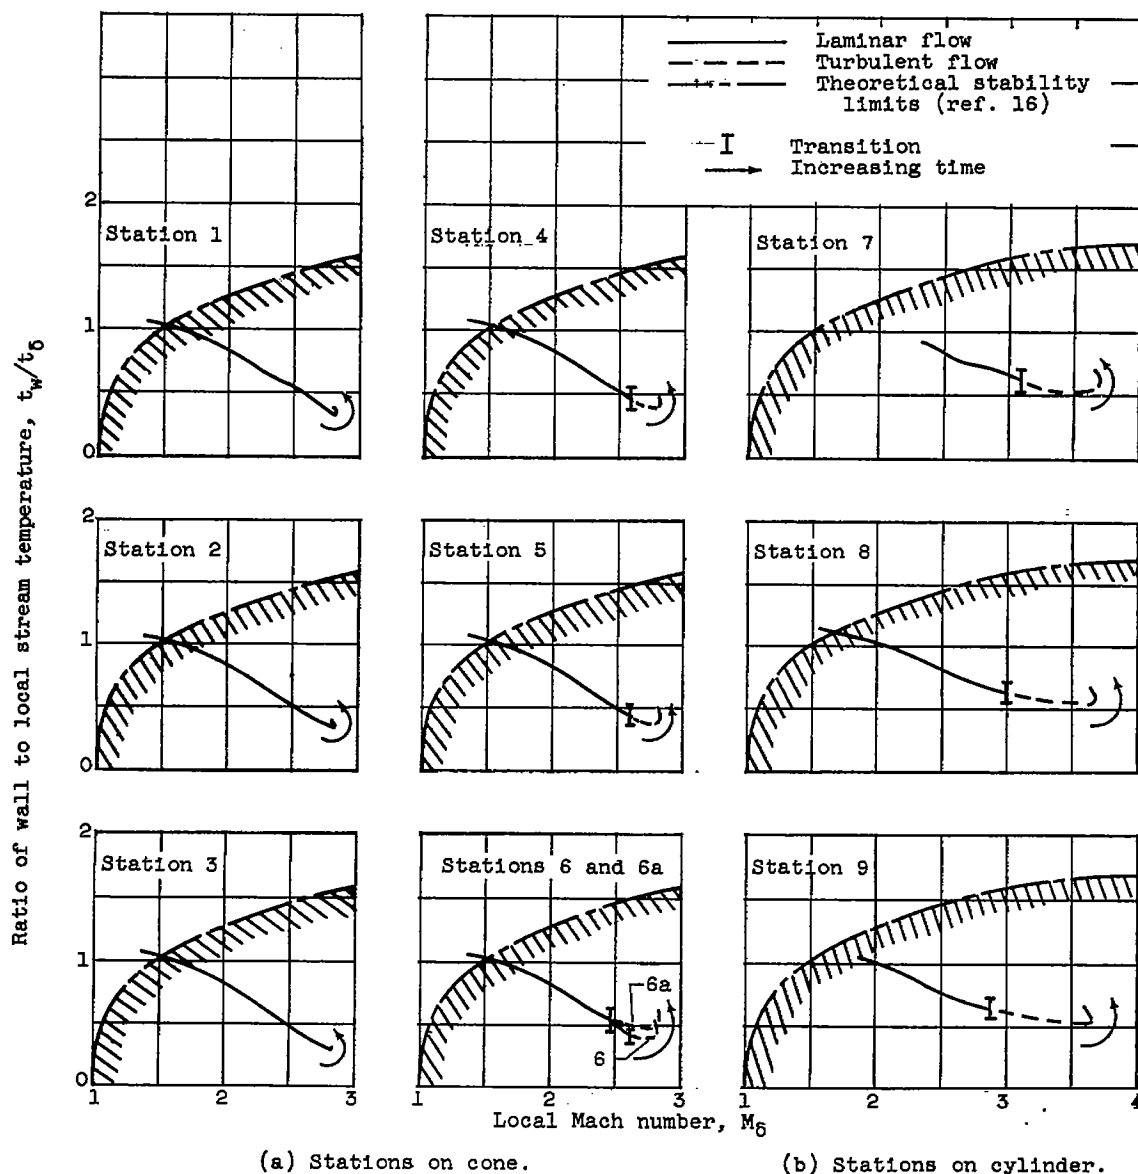 Laminar flow
Turbulent flow
Theoretical stability
limits (ref. 16)
Transition
Increasing time
Ratio of wall to local stream temperature, t_w/t_δ
2
1
0
Station 1
Station 4
Station 7
2
1
0
Station 2
Station 5
Station 8
2
1
0
Station 3
Stations 6 and 6a
6a
6
Station 9
1 2 3 1 2 3 1 2 3 4
Local Mach number, M_δ
(a) Stations on cone. (b) Stations on cylinder.